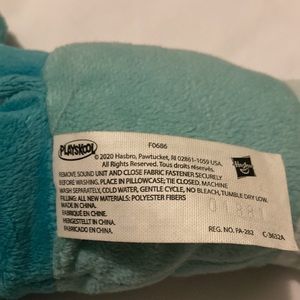 PLAYSKOOL
F0686
© 2020 Hasbro, Pawtucket, RI 02861-1059 USA.
All Rights Reserved. Tous droits réservés.
REMOVE SOUND UNIT AND CLOSE FABRIC FASTENER SECURELY
BEFORE WASHING. PLACE IN PILLOWCASE; TIE CLOSED. MACHINE
WASH SEPARATELY, COLD WATER, GENTLE CYCLE, NO BLEACH, TUMBLE DRY LOW.
FILLING: ALL NEW MATERIALS: POLYESTER FIBERS
MADE IN CHINA.
FABRIQUÉ EN CHINE.
HERGESTELLT IN CHINA.
HECHO EN CHINA.
Hasbro
REG. NO. PA-282
C-3632A